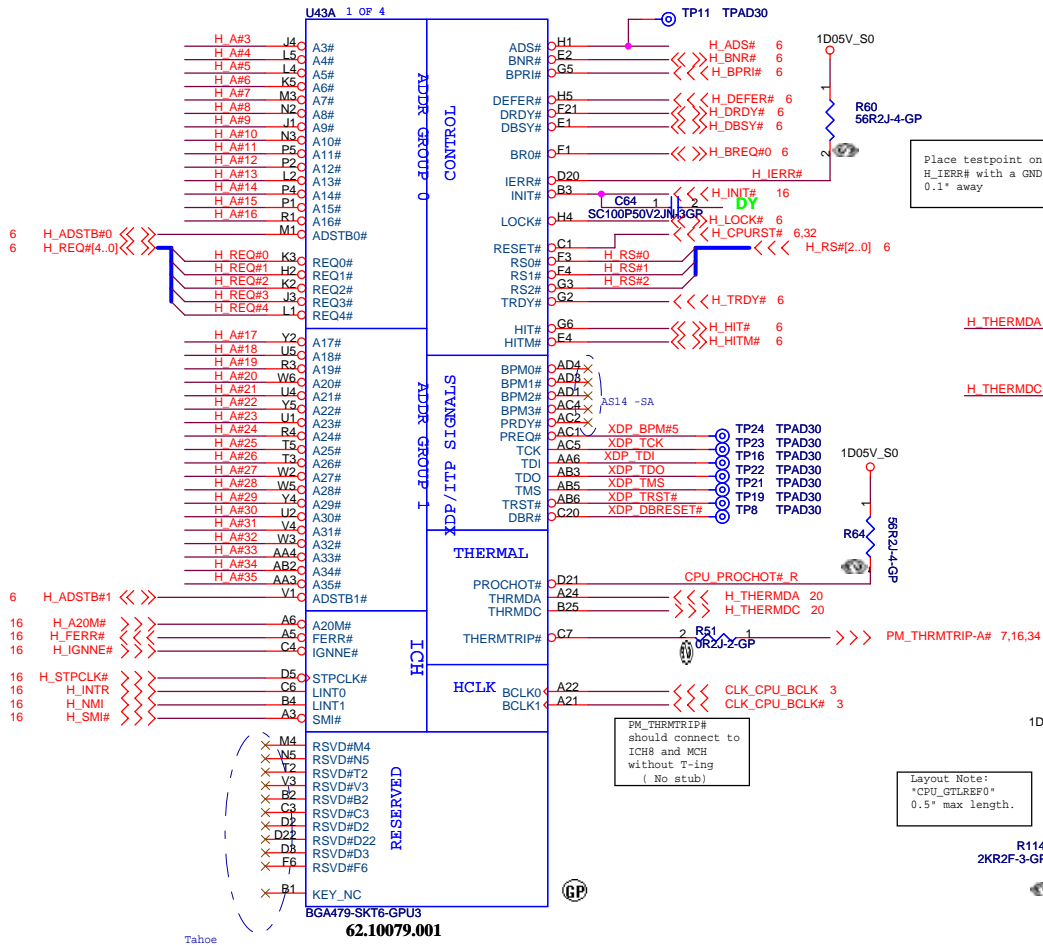 U43A 1 OF 4
TP11 TPAD30
H_A#3 J4 A3#
H_A#4 L5 A4#
H_A#5 L4 A5#
H_A#6 K5 A6#
H_A#7 M3 A7#
H_A#8 N2 A8#
H_A#9 J1 A9#
H_A#10 N3 A10#
H_A#11 P5 A11#
H_A#12 P2 A12#
H_A#13 L2 A13#
H_A#14 P4 A14#
H_A#15 P1 A15#
H_A#16 R1 A16#
6 H_ADSTB#0 M1 ADSTB0#
6 H_REQ#[4..0]
H_REQ#0 K3 REQ0#
H_REQ#1 H2 REQ1#
H_REQ#2 K2 REQ2#
H_REQ#3 J3 REQ3#
H_REQ#4 L1 REQ4#
ADDR GROUP 0
H_A#17 Y2 A17#
H_A#18 U5 A18#
H_A#19 R3 A19#
H_A#20 W6 A20#
H_A#21 U4 A21#
H_A#22 Y5 A22#
H_A#23 U1 A23#
H_A#24 R4 A24#
H_A#25 T5 A25#
H_A#26 T3 A26#
H_A#27 W2 A27#
H_A#28 W5 A28#
H_A#29 Y4 A29#
H_A#30 U2 A30#
H_A#31 V4 A31#
H_A#32 W3 A32#
H_A#33 AA4 A33#
H_A#34 AB2 A34#
H_A#35 AA3 A35#
6 H_ADSTB#1 V1 ADSTB1#
ADDR GROUP 1
16 H_A20M# A6 A20M#
16 H_FERR# A5 FERR#
16 H_IGNNE# C4 IGNNE#
16 H_STPCLK# D5 STPCLK#
16 H_INTR C6 LINT0
16 H_NMI B4 LINT1
16 H_SMI# A3 SMI#
ICH
M4 RSVD#M4
N5 RSVD#N5
T2 RSVD#T2
V3 RSVD#V3
B2 RSVD#B2
C3 RSVD#C3
D2 RSVD#D2
D22 RSVD#D22
D3 RSVD#D3
F6 RSVD#F6
B1 KEY_NC
RESERVED
CONTROL
ADS# H1 H_ADS# 6
BNR# E2 H_BNR# 6
BPRI# G5 H_BPRI# 6
DEFER# H5 H_DEFER# 6
DRDY# F21 H_DRDY# 6
DBSY# E1 H_DBSY# 6
BR0# F1 H_BREQ#0 6
IERR# D20 H_IERR#
INIT# B3 H_INIT# 16
C64 1 2 DY
SC100P50V2JN-3GP
LOCK# H4 H_LOCK# 6
RESET# C1 H_CPURST# 6,32
RS0# F3 H_RS#0
RS1# F4 H_RS#1
RS2# G3 H_RS#2
H_RS#[2..0] 6
TRDY# G2 H_TRDY# 6
HIT# G6 H_HIT# 6
HITM# E4 H_HITM# 6
1D05V_S0
1
R60
56R2J-4-GP
2
Place testpoint on
H_IERR# with a GND
0.1" away
H_THERMDA
H_THERMDC
XDP/ITP SIGNALS
BPM0# AD4
BPM1# AD3
BPM2# AD1
BPM3# AC4
PRDY# AC2
AS14 -SA
PREQ# AC1 XDP_BPM#5 TP24 TPAD30
TCK AC5 XDP_TCK TP23 TPAD30
TDI AA6 XDP_TDI TP16 TPAD30
TDO AB3 XDP_TDO TP22 TPAD30
TMS AB5 XDP_TMS TP21 TPAD30
TRST# AB6 XDP_TRST# TP19 TPAD30
DBR# C20 XDP_DBRESET# TP8 TPAD30
1D05V_S0
1
R64
56R2J-4-GP
THERMAL
PROCHOT# D21 CPU_PROCHOT#_R
THRMDA A24 H_THERMDA 20
THRMDC B25 H_THERMDC 20
THERMTRIP# C7 2 R51 1 PM_THRMTRIP-A# 7,16,34
0R2J-2-GP
HCLK
BCLK0 A22 CLK_CPU_BCLK 3
BCLK1 A21 CLK_CPU_BCLK# 3
PM_THRMTRIP#
should connect to
ICH8 and MCH
without T-ing
( No stub)
1D
Layout Note:
"CPU_GTLREF0"
0.5" max length.
R114
2KR2F-3-GP
GP
BGA479-SKT6-GPU3
62.10079.001
Tahoe